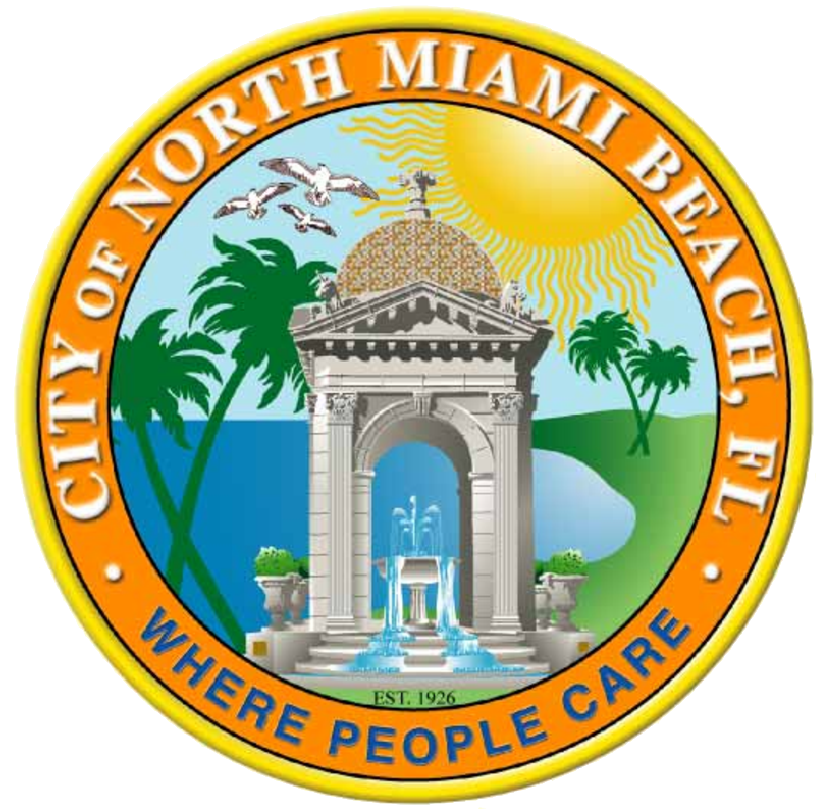 CITY OF NORTH MIAMI BEACH, FL
EST. 1926
• WHERE PEOPLE CARE •